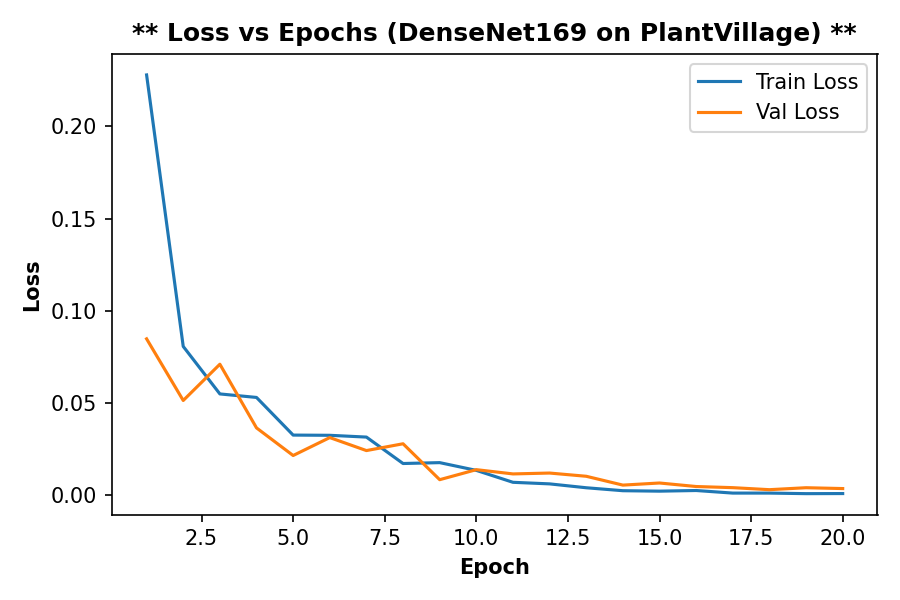 ** Loss vs Epochs (DenseNet169 on PlantVillage) **
Train Loss
Val Loss
0.20
0.15
0.10
0.05
0.00
Loss
2.5 5.0 7.5 10.0 12.5 15.0 17.5 20.0
Epoch